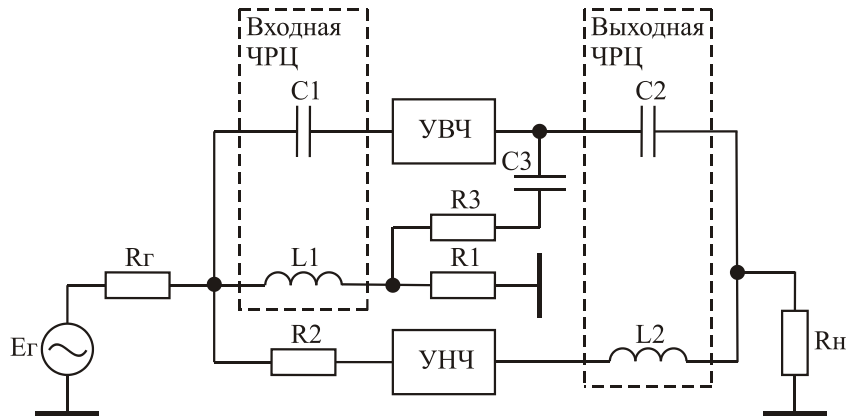 Входная
ЧРЦ
Выходная
ЧРЦ
C1
C2
УВЧ
C3
R3
Rг
L1
R1
Eг
R2
УНЧ
L2
Rн